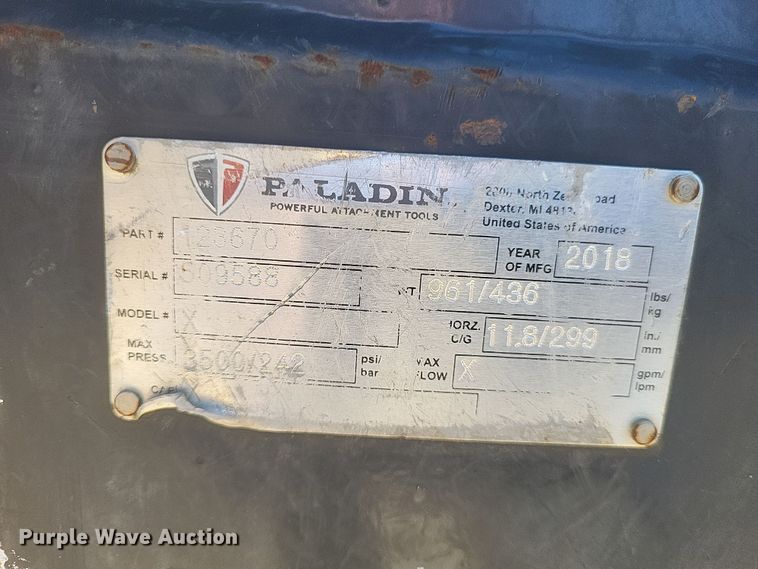 PALADIN
POWERFUL ATTACHMENT TOOLS
North
Dexter, MI
United States of America
PART # 123670
YEAR OF MFG 2018
SERIAL # 509588
961/436 lbs/ kg
MODEL # X
HORZ. C/G 11.8/299 in./ mm
MAX PRESS. 3500/242 psi/ bar
MAX FLOW X gpm/ lpm
Purple Wave Auction